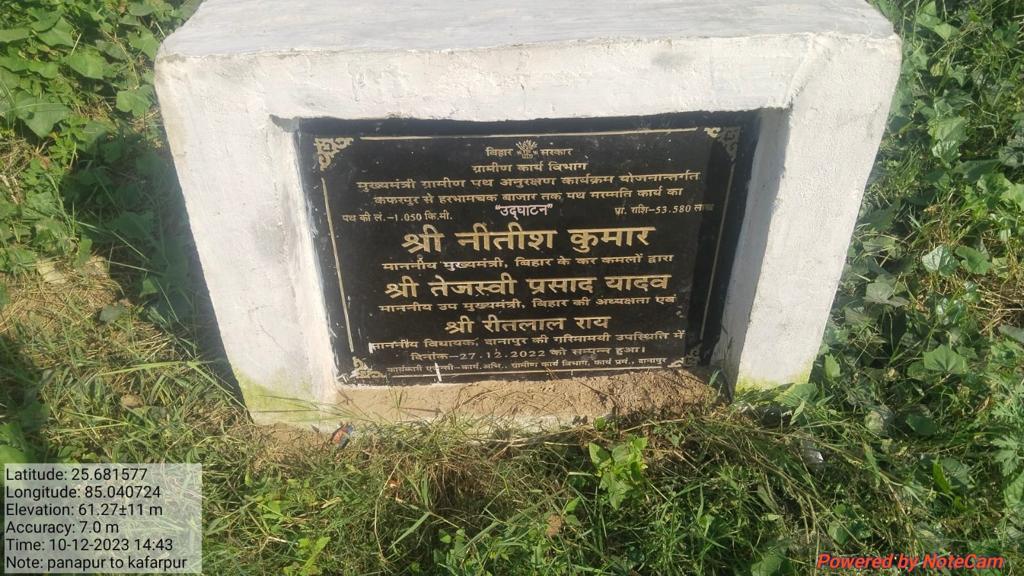 बिहार सरकार
ग्रामीण कार्य विभाग
मुख्यमंत्री ग्रामीण पथ अनुरक्षण कार्यक्रम योजनान्तर्गत
कफरपुर से हरभामचक बाजार तक पथ मरम्मति कार्य का
पथ की लं.-1.050 कि.मी. "उद्घाटन" प्रा. राशि-53.580 लाख
श्री नीतीश कुमार
माननीय मुख्यमंत्री, बिहार के कर कमलों द्वारा
श्री तेजस्वी प्रसाद यादव
माननीय उप मुख्यमंत्री, बिहार की अध्यक्षता एवं
श्री रीतलाल राय
माननीय विधायक, दानापुर की गरिमामयी उपस्थिति में
दिनांक-27.12.2022 को सम्पन्न हुआ।
कार्यकारी एजेंसी-कार्य.अभि., ग्रामीण कार्य विभाग, कार्य प्रमं., दानापुर
Latitude: 25.681577
Longitude: 85.040724
Elevation: 61.27±11 m
Accuracy: 7.0 m
Time: 10-12-2023 14:43
Note: panapur to kafarpur
Powered by NoteCam